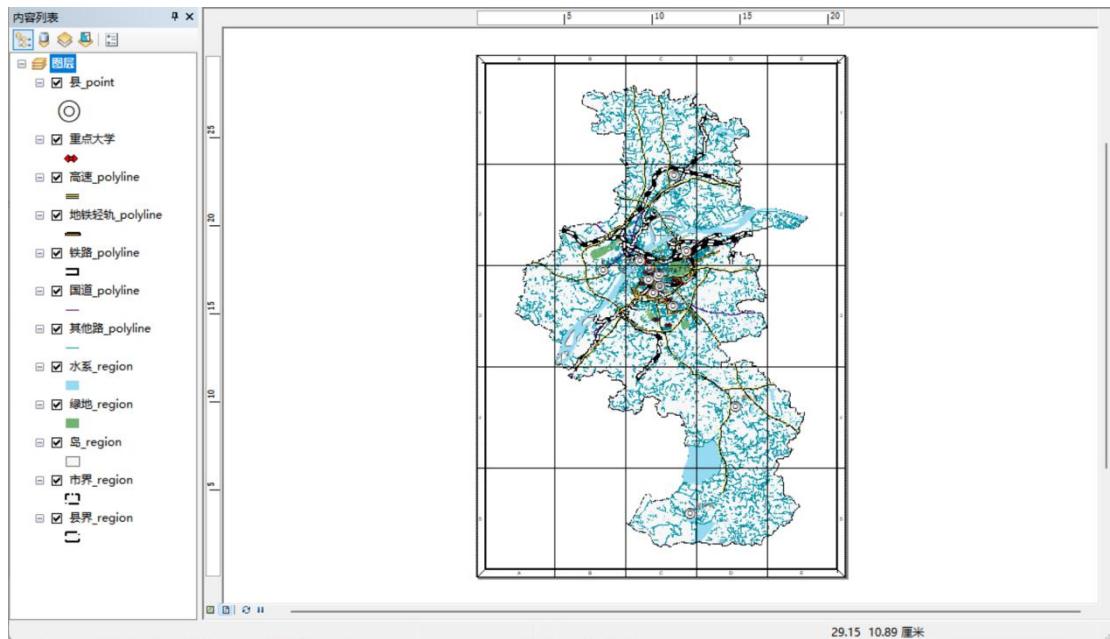 内容列表
图层
县_point
重点大学
高速_polyline
地铁轻轨_polyline
铁路_polyline
国道_polyline
其他路_polyline
水系_region
绿地_region
岛_region
市界_region
县界_region
5 10 15 20
25
20
15
10
5
A B C D E
A B C D E
29.15 10.89 厘米